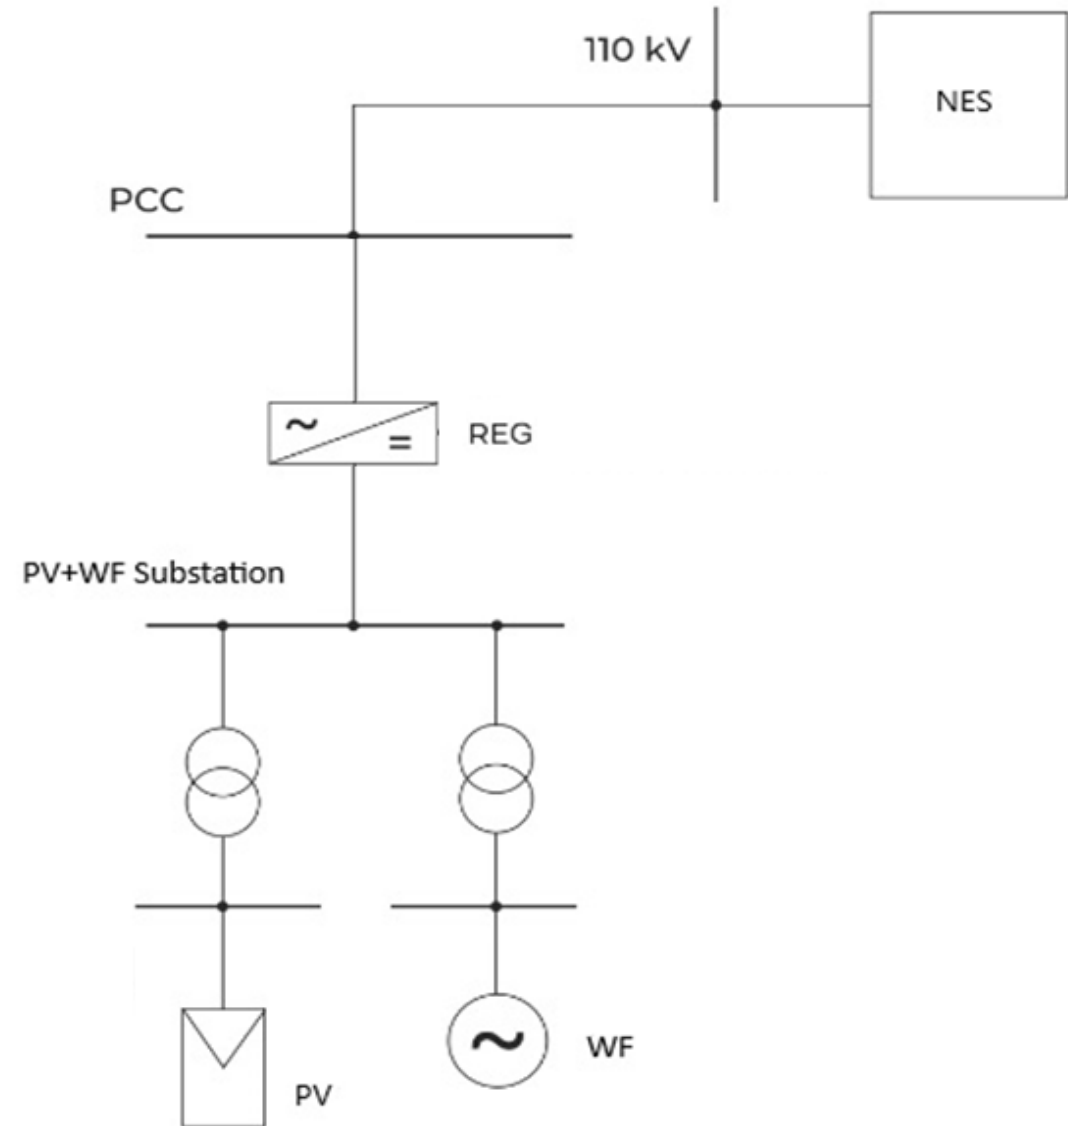 110 kV
NES
PCC
~
=
REG
PV+WF Substation
~
WF
PV